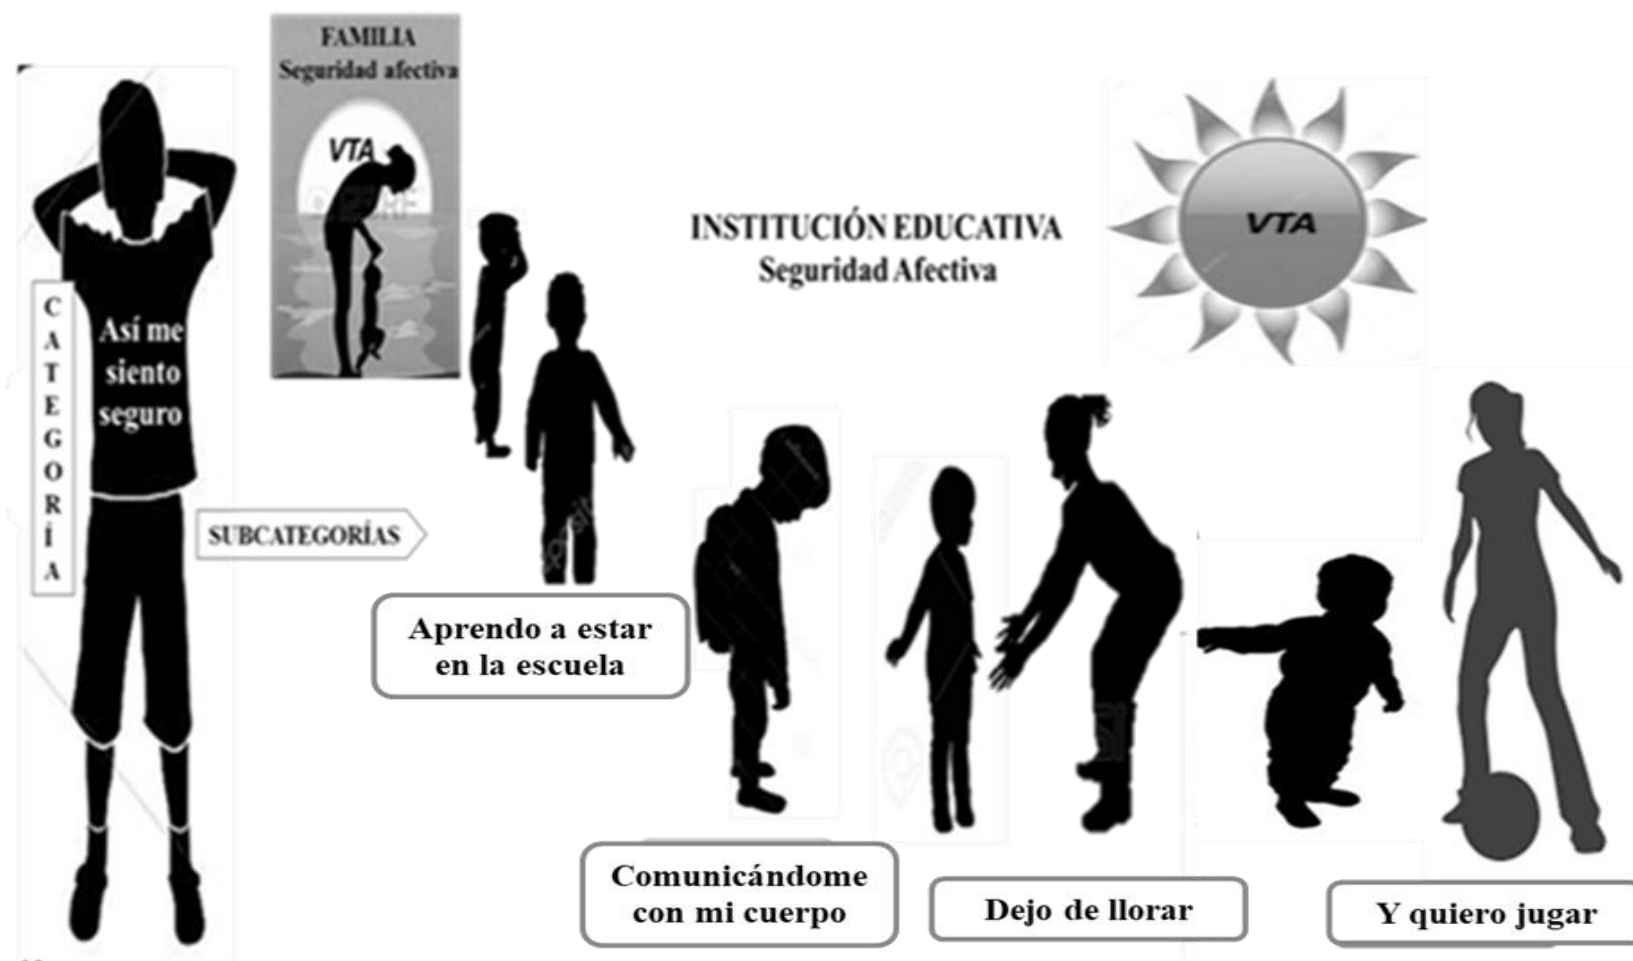 FAMILIA
Seguridad afectiva
VTA
INSTITUCIÓN EDUCATIVA
Seguridad Afectiva
VTA
CATEGORÍA
Así me
siento
seguro
SUBCATEGORÍAS
Aprendo a estar
en la escuela
Comunicándome
con mi cuerpo
Dejo de llorar
Y quiero jugar